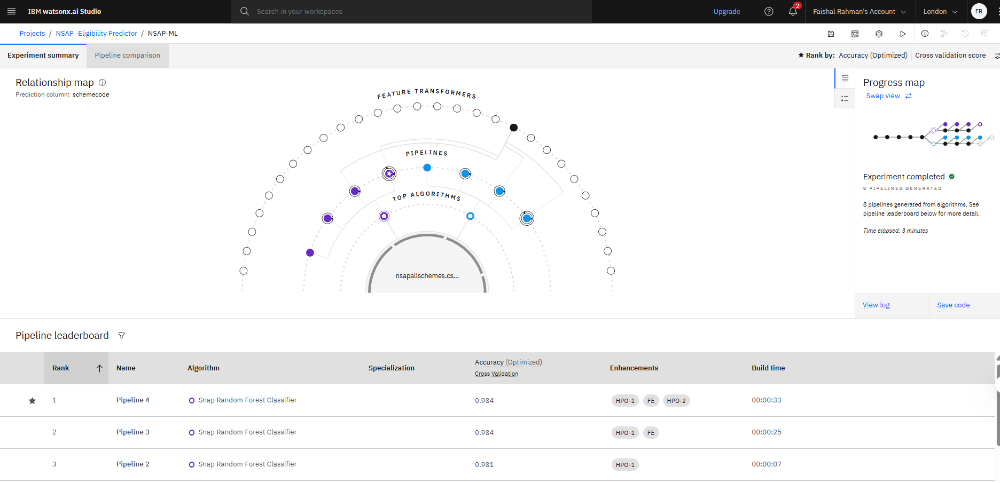 IBM watsonx.ai Studio
Search in your workspaces
Upgrade
2
Faishal Rahman's Account
London
FR
Projects / NSAP -Eligibility Predictor / NSAP-ML
Experiment summary
Pipeline comparison
Rank by: Accuracy (Optimized) | Cross validation score
Relationship map
Prediction column: schemecode
FEATURE TRANSFORMERS
PIPELINES
TOP ALGORITHMS
nsapallschemes.cs...
Progress map
Swap view
Experiment completed
8 PIPELINES GENERATED
8 pipelines generated from algorithms. See
pipeline leaderboard below for more detail.
Time elapsed: 3 minutes
View log
Save code
Pipeline leaderboard
Rank Name Algorithm Specialization Accuracy (Optimized) Enhancements Build time
Cross Validation
1 Pipeline 4 Snap Random Forest Classifier 0.984 HPO-1 FE HPO-2 00:00:33
2 Pipeline 3 Snap Random Forest Classifier 0.984 HPO-1 FE 00:00:25
3 Pipeline 2 Snap Random Forest Classifier 0.981 HPO-1 00:00:07